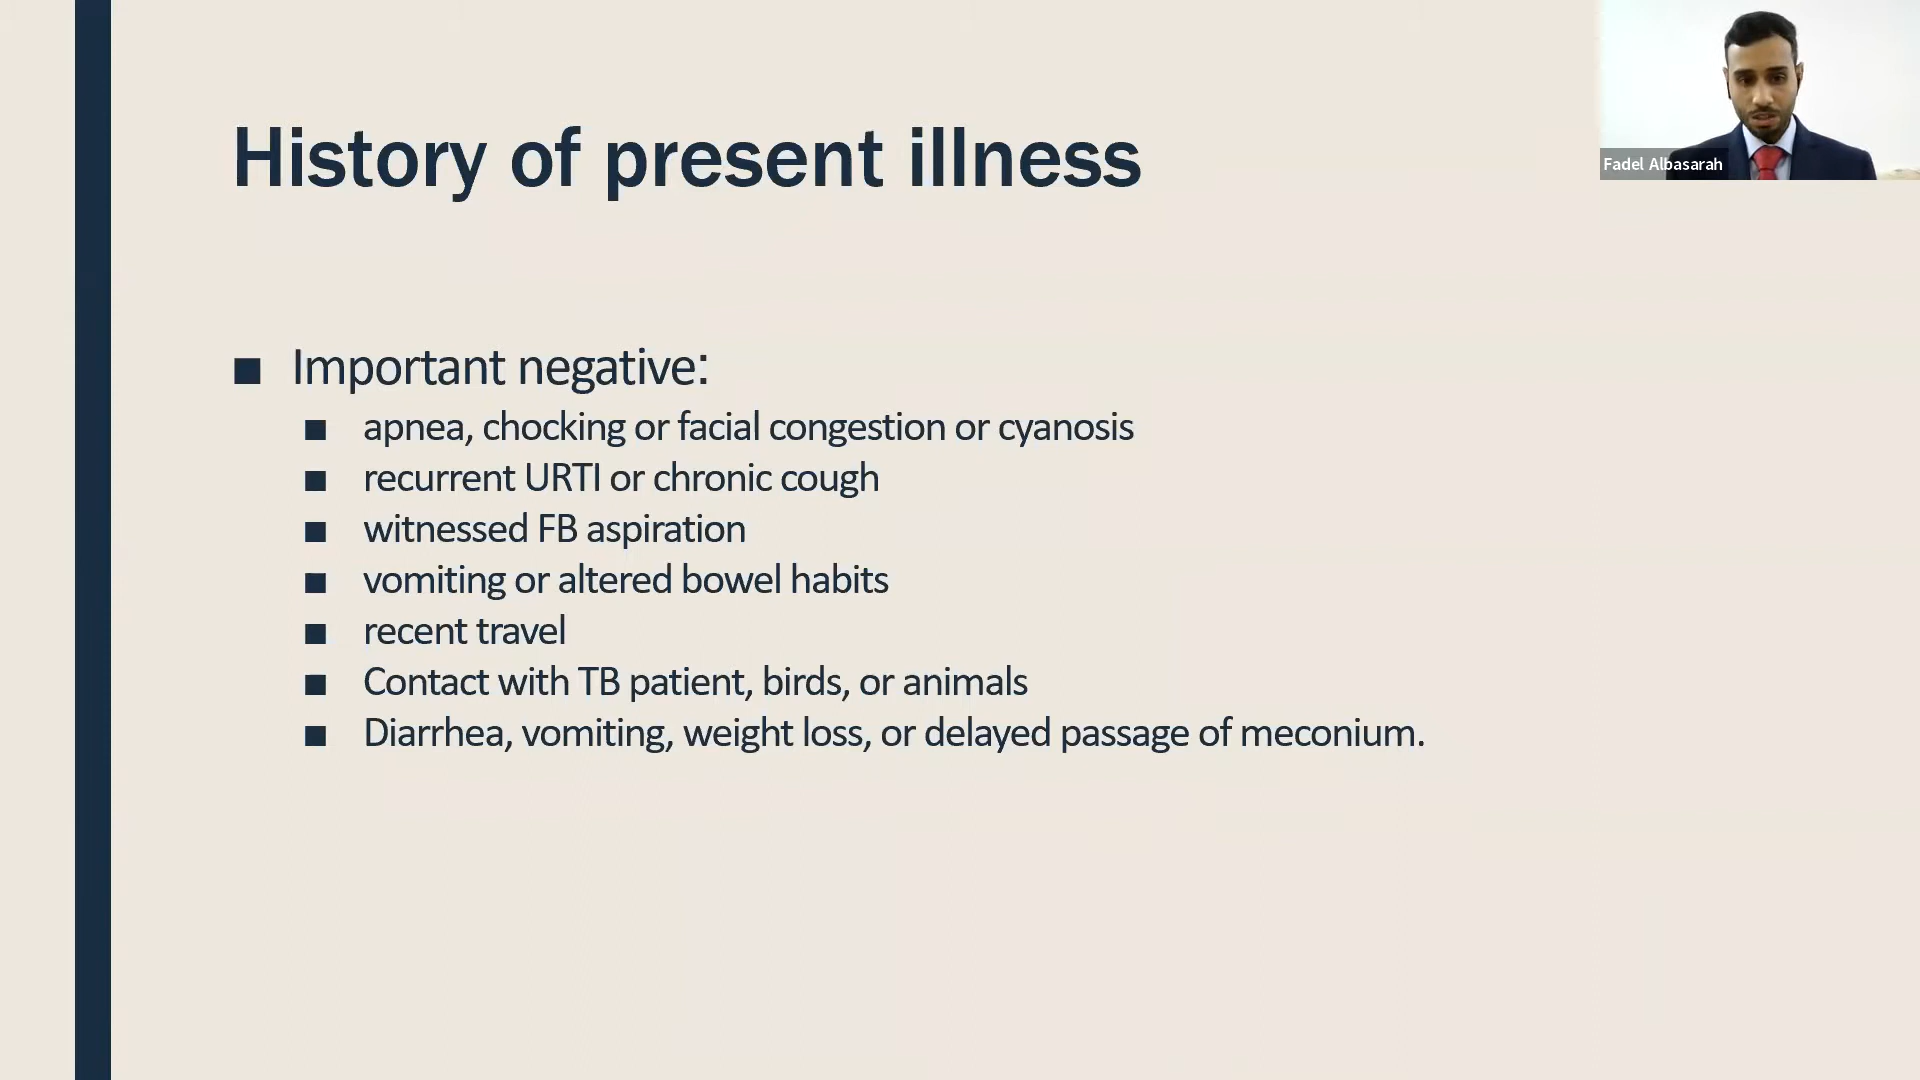 History of present illness
Fadel Albasarah
Important negative:
apnea, chocking or facial congestion or cyanosis
recurrent URTI or chronic cough
witnessed FB aspiration
vomiting or altered bowel habits
recent travel
Contact with TB patient, birds, or animals
Diarrhea, vomiting, weight loss, or delayed passage of meconium.